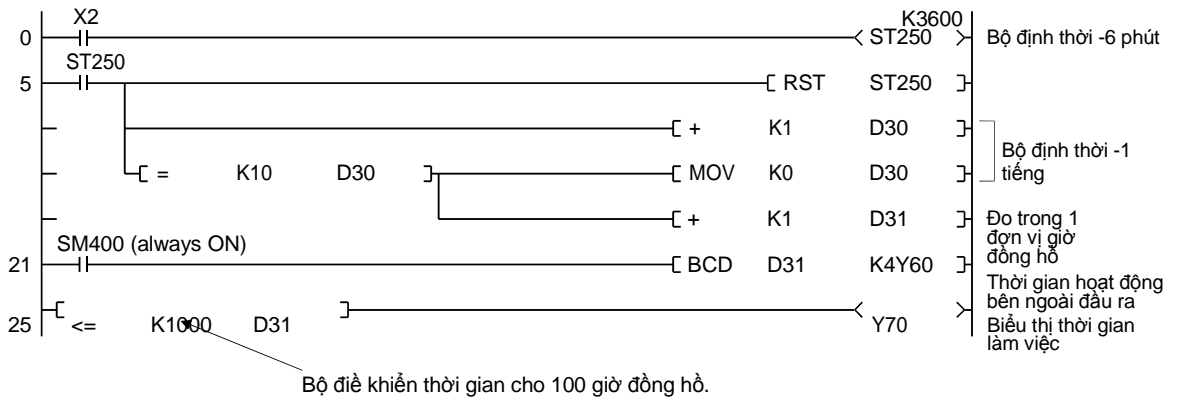 X2 K3600
0 ST250 Bộ định thời -6 phút
ST250
5 RST ST250
+ K1 D30
Bộ định thời -1
tiếng
= K10 D30 MOV K0 D30
+ K1 D31
Đo trong 1
đợn vị giờ
đồng hồ
SM400 (always ON)
21 BCD D31 K4Y60
Thời gian hoạt động
bên ngoài đầu ra
25 <= K1000 D31 Y70
Biểu thị thời gian
làm việc
Bộ điề khiển thời gian cho 100 giờ đồng hồ.